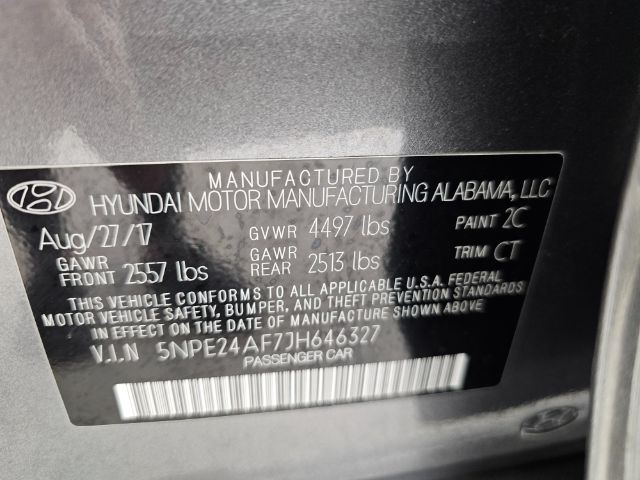 MANUFACTURED BY
HYUNDAI MOTOR MANUFACTURING ALABAMA, LLC
Aug/27/17 GVWR 4497 lbs PAINT 2C
GAWR FRONT 2557 lbs GAWR REAR 2513 lbs TRIM CT
THIS VEHICLE CONFORMS TO ALL APPLICABLE U.S.A. FEDERAL
MOTOR VEHICLE SAFETY, BUMPER, AND THEFT PREVENTION STANDARDS
IN EFFECT ON THE DATE OF MANUFACTURE SHOWN ABOVE.
V.I.N 5NPE24AF7JH646327
PASSENGER CAR